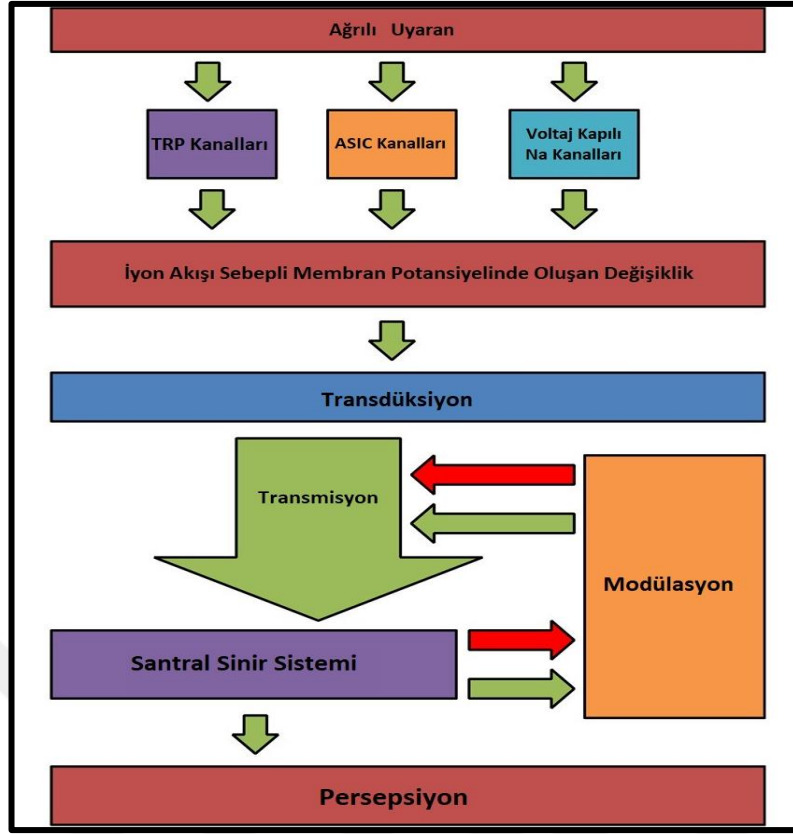 Ağrılı Uyaran
TRP Kanalları
ASIC Kanalları
Voltaj Kapılı
Na Kanalları
İyon Akışı Sebepli Membran Potansiyelinde Oluşan Değişiklik
Transdüksiyon
Transmisyon
Modülasyon
Santral Sinir Sistemi
Persepsiyon